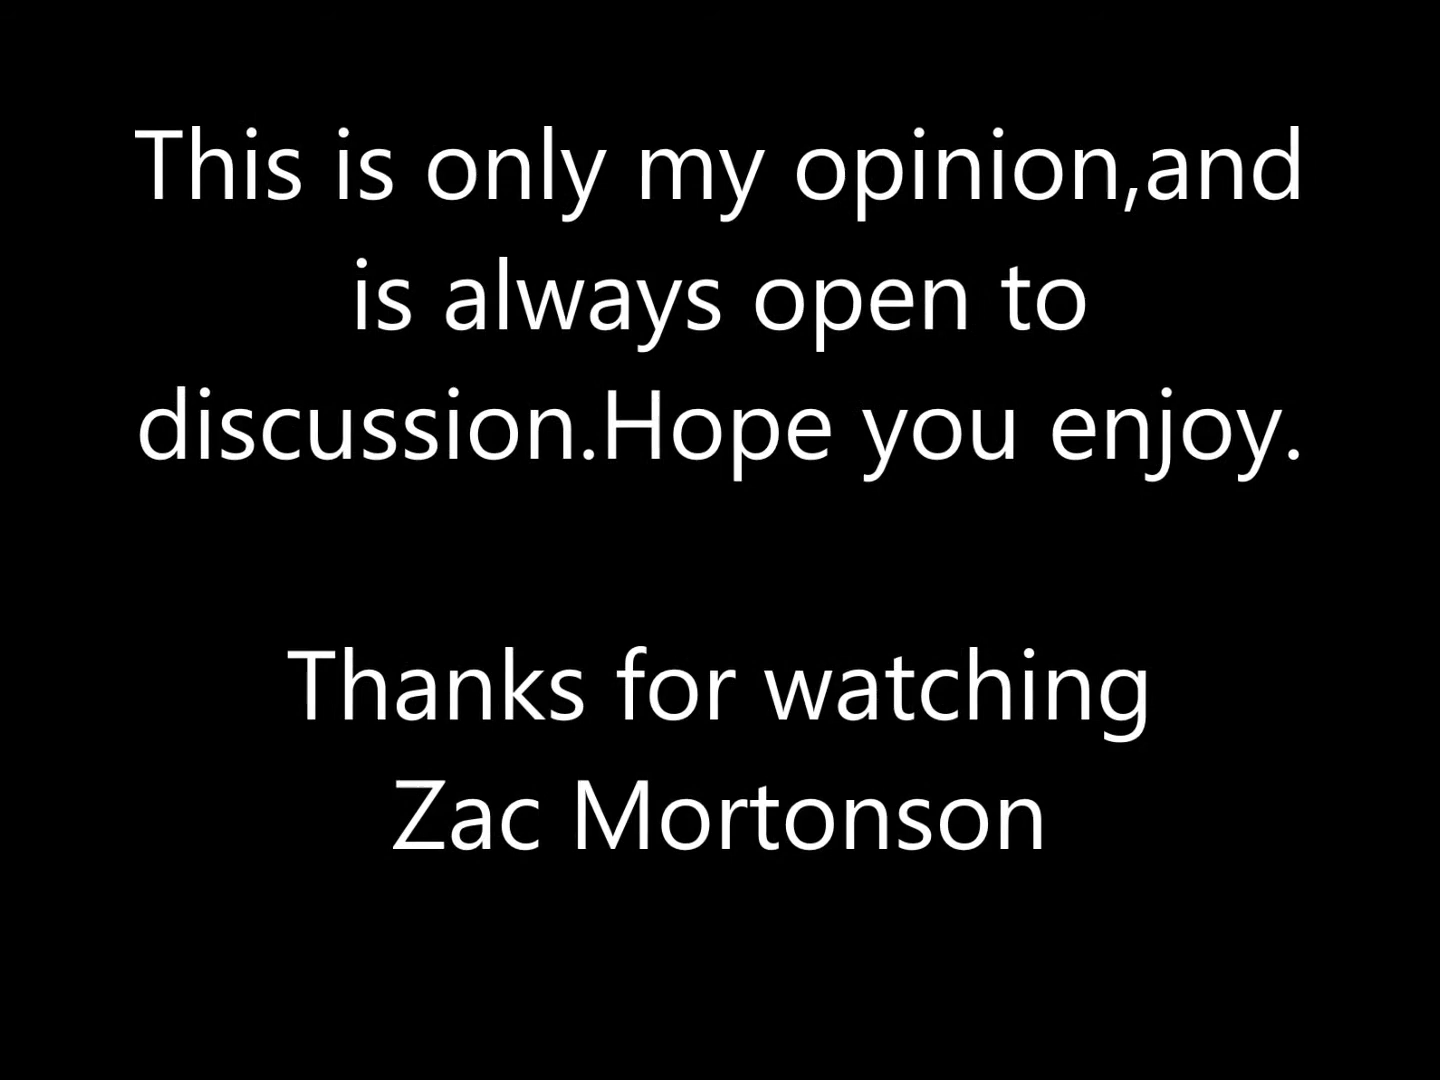 This is only my opinion,and
is always open to
discussion.Hope you enjoy.
Thanks for watching
Zac Mortonson